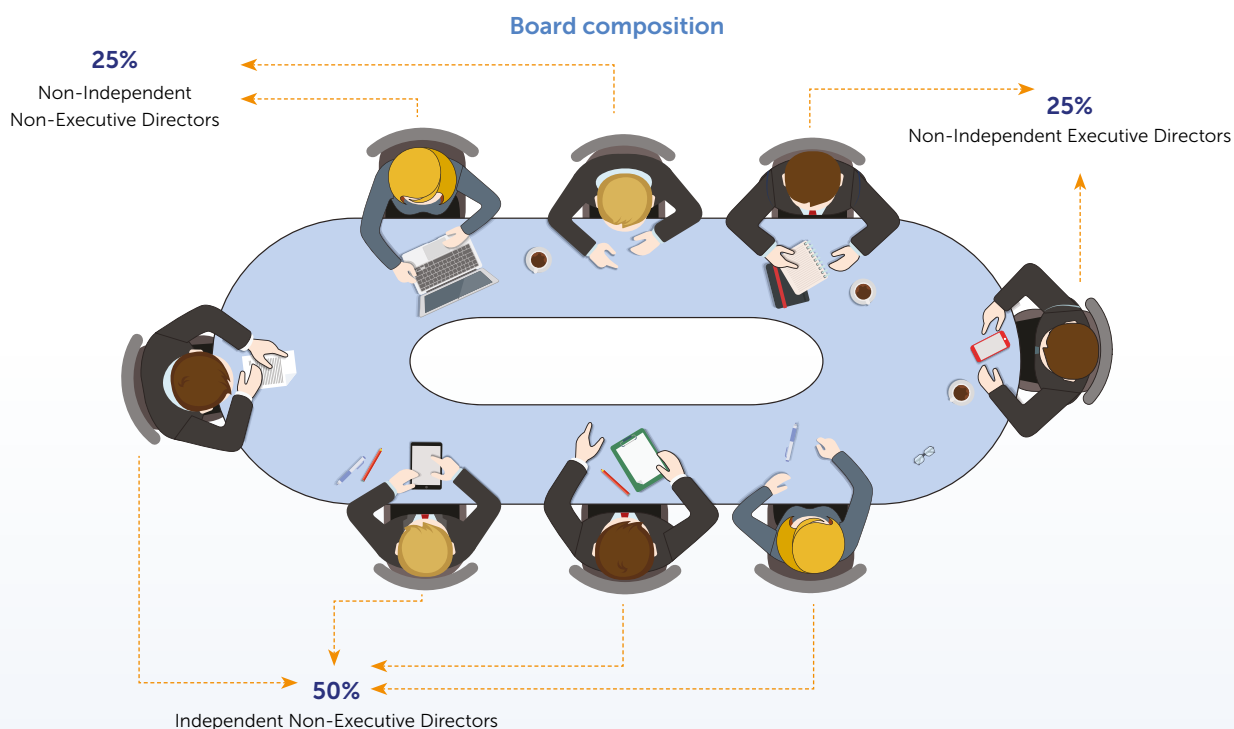 Board composition
25%
Non-Independent
Non-Executive Directors
25%
Non-Independent Executive Directors
50%
Independent Non-Executive Directors